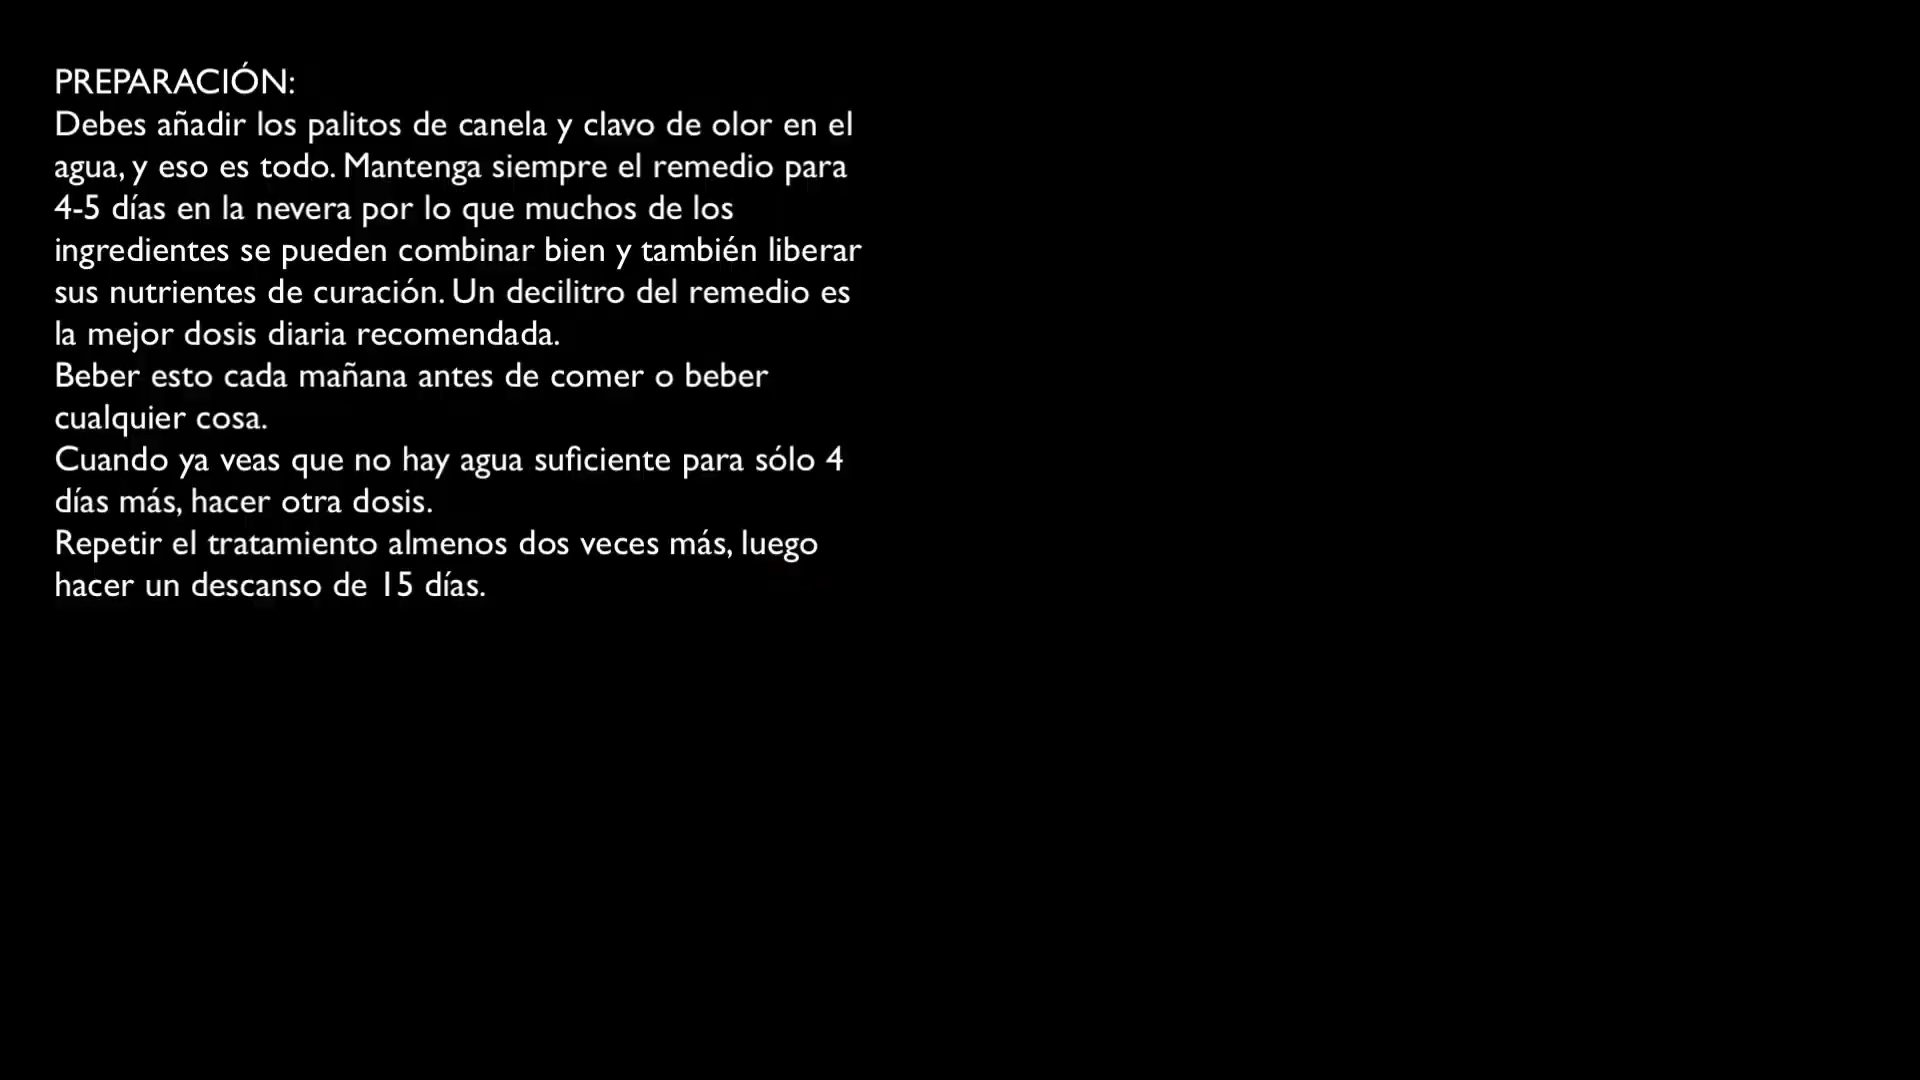 PREPARACIÓN:
Debes añadir los palitos de canela y clavo de olor en el
agua, y eso es todo. Mantenga siempre el remedio para
4-5 días en la nevera por lo que muchos de los
ingredientes se pueden combinar bien y también liberar
sus nutrientes de curación. Un decilitro del remedio es
la mejor dosis diaria recomendada.
Beber esto cada mañana antes de comer o beber
cualquier cosa.
Cuando ya veas que no hay agua suficiente para sólo 4
días más, hacer otra dosis.
Repetir el tratamiento almenos dos veces más, luego
hacer un descanso de 15 días.